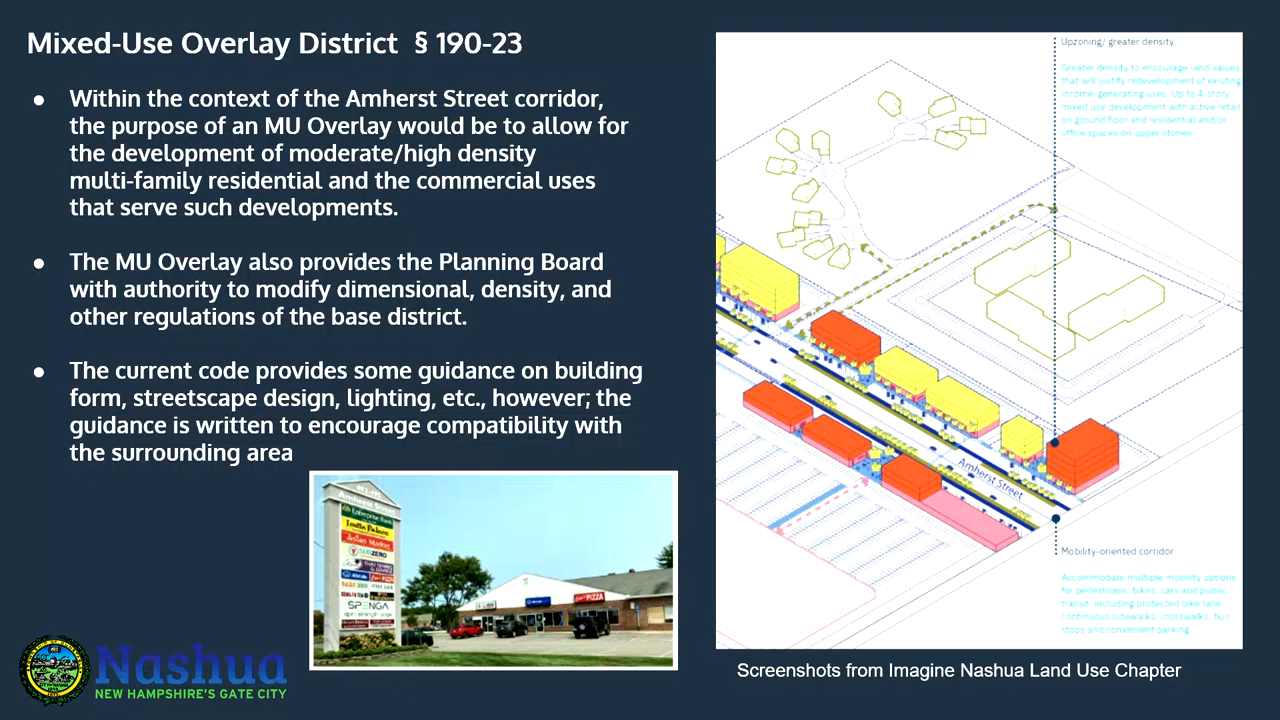 Mixed-Use Overlay District § 190-23
● Within the context of the Amherst Street corridor,
the purpose of an MU Overlay would be to allow for
the development of moderate/high density
multi-family residential and the commercial uses
that serve such developments.
● The MU Overlay also provides the Planning Board
with authority to modify dimensional, density, and
other regulations of the base district.
● The current code provides some guidance on building
form, streetscape design, lighting, etc., however; the
guidance is written to encourage compatibility with
the surrounding area
Amherst Street
Enterprise Bank
India Palace
Asian Market
SUBZERO
SPENGA
PIZZA
Nashua
NEW HAMPSHIRE'S GATE CITY
Upzoning/ greater density
Greater density to encourage land values
that will justify redevelopment of existing
income-generating uses. Up to 4-story
mixed use development with active retail
on ground floor and residential and/or
office spaces on upper stories.
Amherst Street
Mobility-oriented corridor
Accommodate multiple mobility options
for pedestrians, bikes, cars and public
transit, including protected bike lane
continuous sidewalks, crosswalks, bus
stops and convenient parking.
Screenshots from Imagine Nashua Land Use Chapter